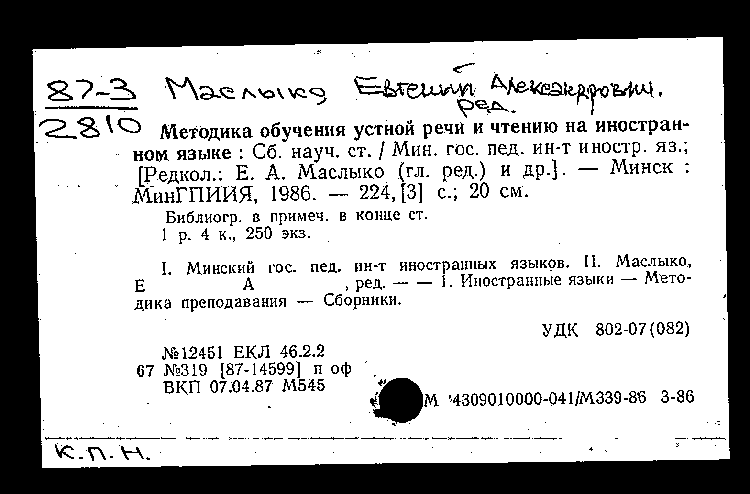 87-3 Маслыко Евгений Александрович.
ред.
2810 Методика обучения устной речи и чтению на иностран-
ном языке : Сб. науч. ст. / Мин. гос. пед. ин-т иностр. яз.;
[Редкол.: Е. А. Маслыко (гл. ред.) и др.]. — Минск :
МинГПИИЯ, 1986. — 224, [3] с.; 20 см.
Библиогр. в примеч. в конце ст.
1 р. 4 к., 250 экз.
I. Минский гос. пед. ин-т иностранных языков. II. Маслыко,
Е А , ред. — — 1. Иностранные языки — Мето-
дика преподавания — Сборники.
УДК 802-07(082)
№12451 ЕКЛ 46.2.2
67 №319 [87-14599] п оф
ВКП 07.04.87 М545
М 4309010000-041/М339-86 3-86
К.П.Н.